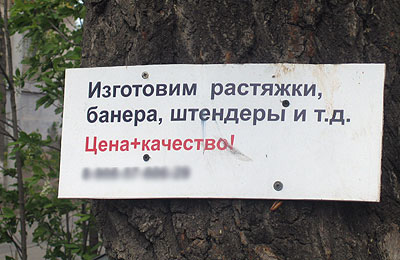 Изготовим растяжки,
банера, штендеры и т.д.
Цена+качество!